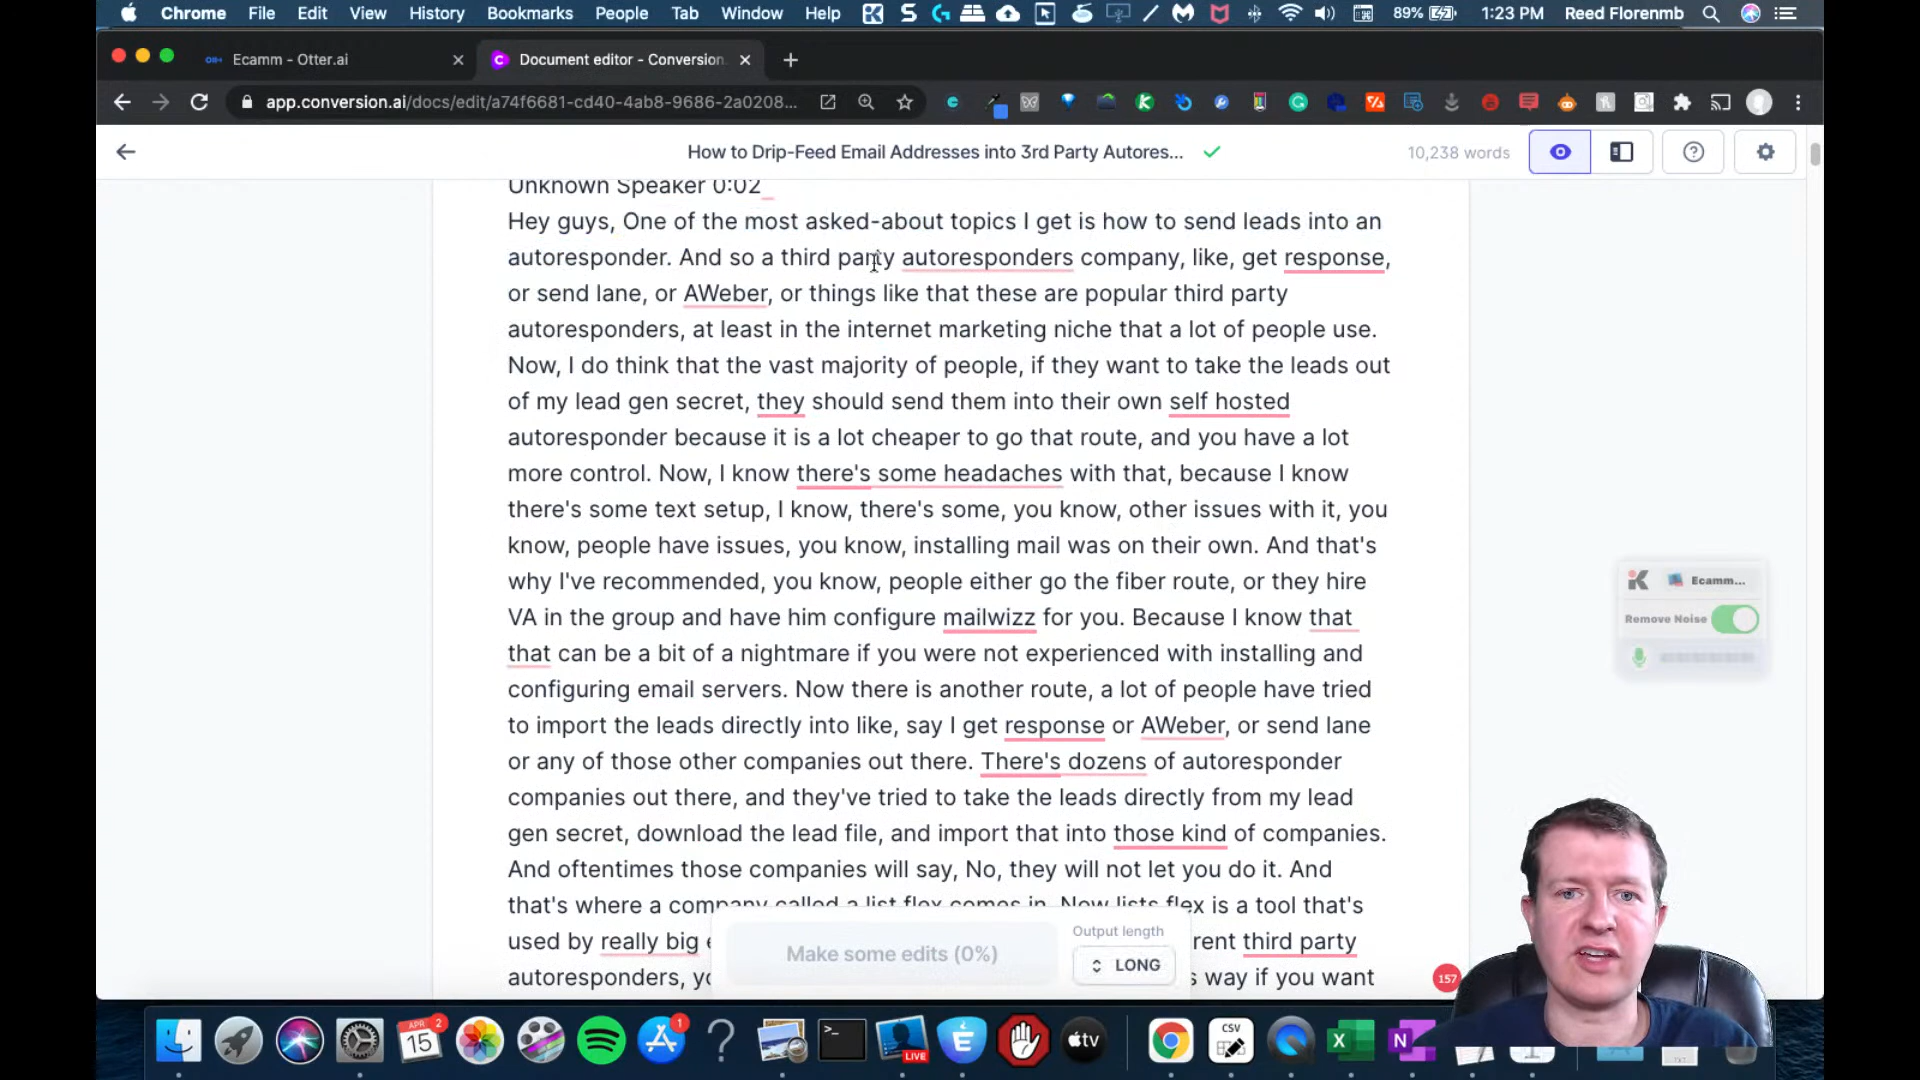 Chrome File Edit View History Bookmarks People Tab Window Help 89% 1:23 PM Reed Florenmb
Ecamm - Otter.ai
Document editor - Conversion
app.conversion.ai/docs/edit/a74f6681-cd40-4ab8-9686-2a0208...
How to Drip-Feed Email Addresses into 3rd Party Autores...
10,238 words
Unknown Speaker 0:02
Hey guys, One of the most asked-about topics I get is how to send leads into an
autoresponder. And so a third party autoresponders company, like, get response,
or send lane, or AWeber, or things like that these are popular third party
autoresponders, at least in the internet marketing niche that a lot of people use.
Now, I do think that the vast majority of people, if they want to take the leads out
of my lead gen secret, they should send them into their own self hosted
autoresponder because it is a lot cheaper to go that route, and you have a lot
more control. Now, I know there's some headaches with that, because I know
there's some text setup, I know, there's some, you know, other issues with it, you
know, people have issues, you know, installing mail was on their own. And that's
why I've recommended, you know, people either go the fiber route, or they hire
VA in the group and have him configure mailwizz for you. Because I know that
that can be a bit of a nightmare if you were not experienced with installing and
configuring email servers. Now there is another route, a lot of people have tried
to import the leads directly into like, say I get response or AWeber, or send lane
or any of those other companies out there. There's dozens of autoresponder
companies out there, and they've tried to take the leads directly from my lead
gen secret, download the lead file, and import that into those kind of companies.
And oftentimes those companies will say, No, they will not let you do it. And
that's where a company called a list flex comes in. Now lists flex is a tool that's
used by really big
rent third party
autoresponders,
s way if you want
Make some edits (0%)
Output length
LONG
157
Ecamm...
Remove Noise
APR
15
2
1
>_
LIVE
tv
CSV
X
N